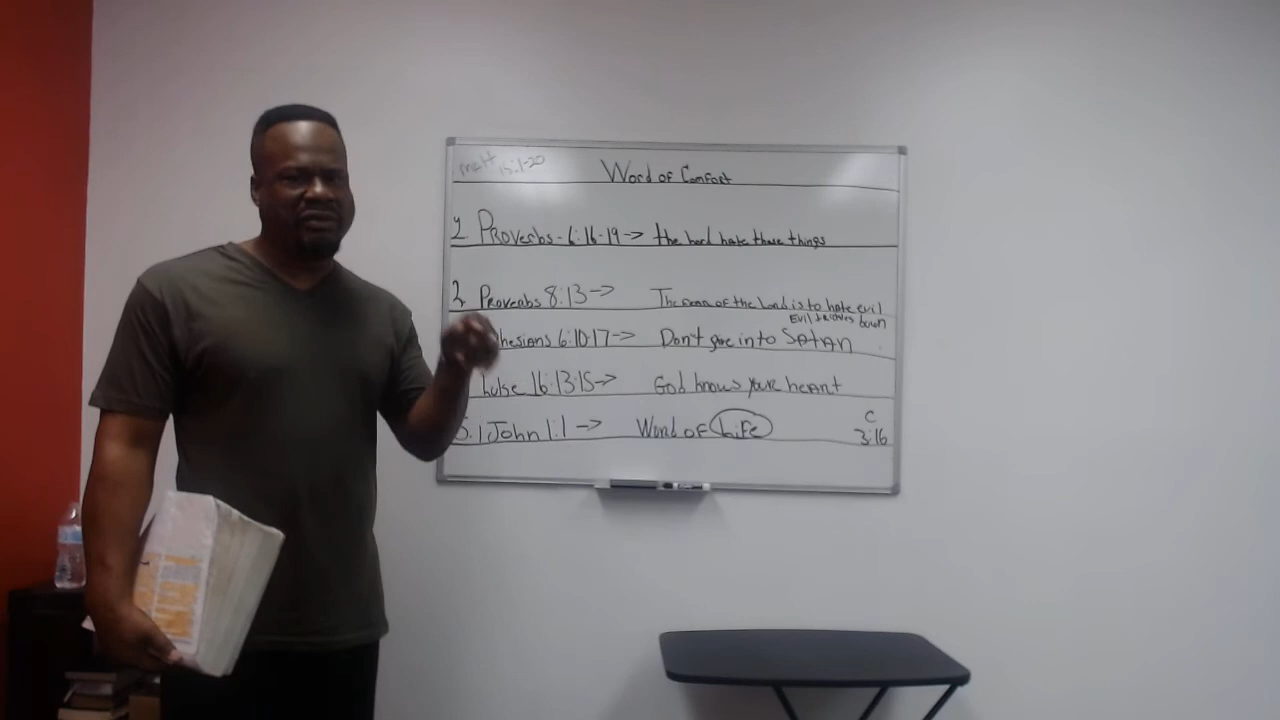 matt 15:1-20
Word of Comfort
1. Proverbs - 6:16-19 -> the lord hate these things
2. Proverbs 8:13 -> The fear of the Lord is to hate evil
Evil trickles down
hesians 6:10-17 -> Don't give in to SATAN
Luke 16:13-15 -> God knows your heart
5. 1 John 1:1 -> Word of Life
C
3:16